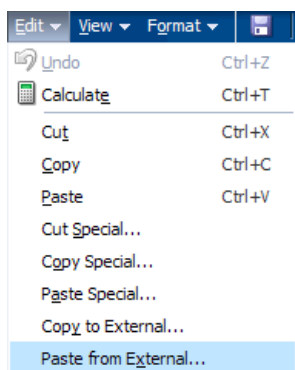 Edit View Format
Undo Ctrl+Z
Calculate Ctrl+T
Cut Ctrl+X
Copy Ctrl+C
Paste Ctrl+V
Cut Special...
Copy Special...
Paste Special...
Copy to External...
Paste from External...